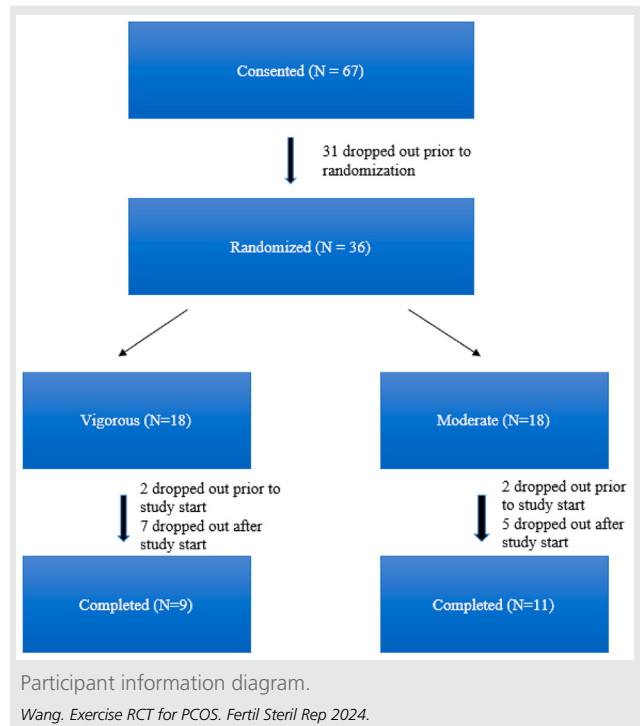 Consented (N = 67)
31 dropped out prior to
randomization
Randomized (N = 36)
Vigorous (N=18)
Moderate (N=18)
2 dropped out prior to
study start
7 dropped out after
study start
2 dropped out prior
to study start
5 dropped out after
study start
Completed (N=9)
Completed (N=11)
Participant information diagram.
Wang. Exercise RCT for PCOS. Fertil Steril Rep 2024.